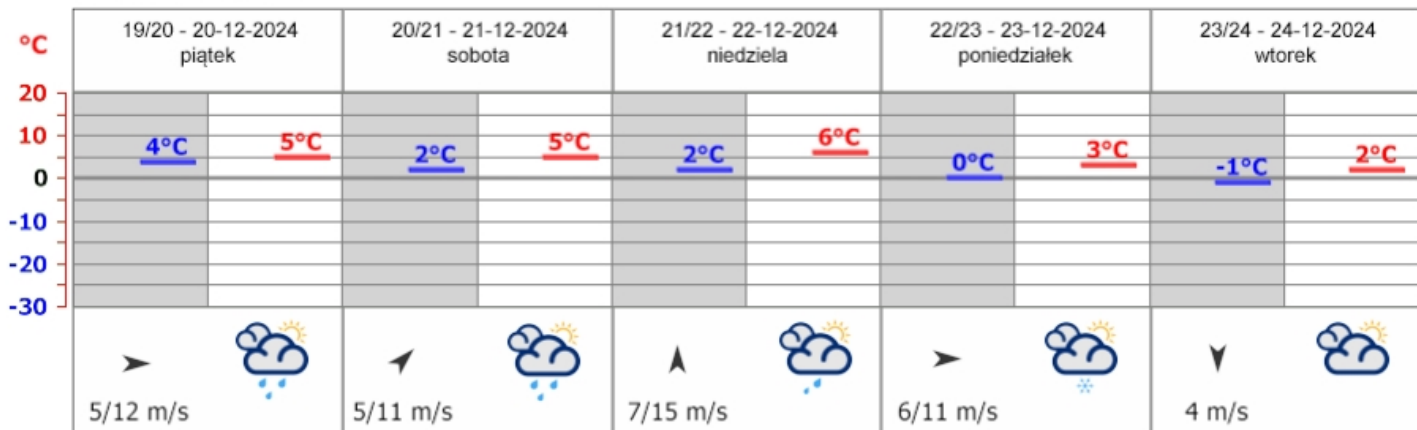 °C
19/20 - 20-12-2024
piątek
20/21 - 21-12-2024
sobota
21/22 - 22-12-2024
niedziela
22/23 - 23-12-2024
poniedziałek
23/24 - 24-12-2024
wtorek
20
10
0
-10
-20
-30
4°C
5°C
2°C
5°C
2°C
6°C
0°C
3°C
-1°C
2°C
5/12 m/s
5/11 m/s
7/15 m/s
6/11 m/s
4 m/s